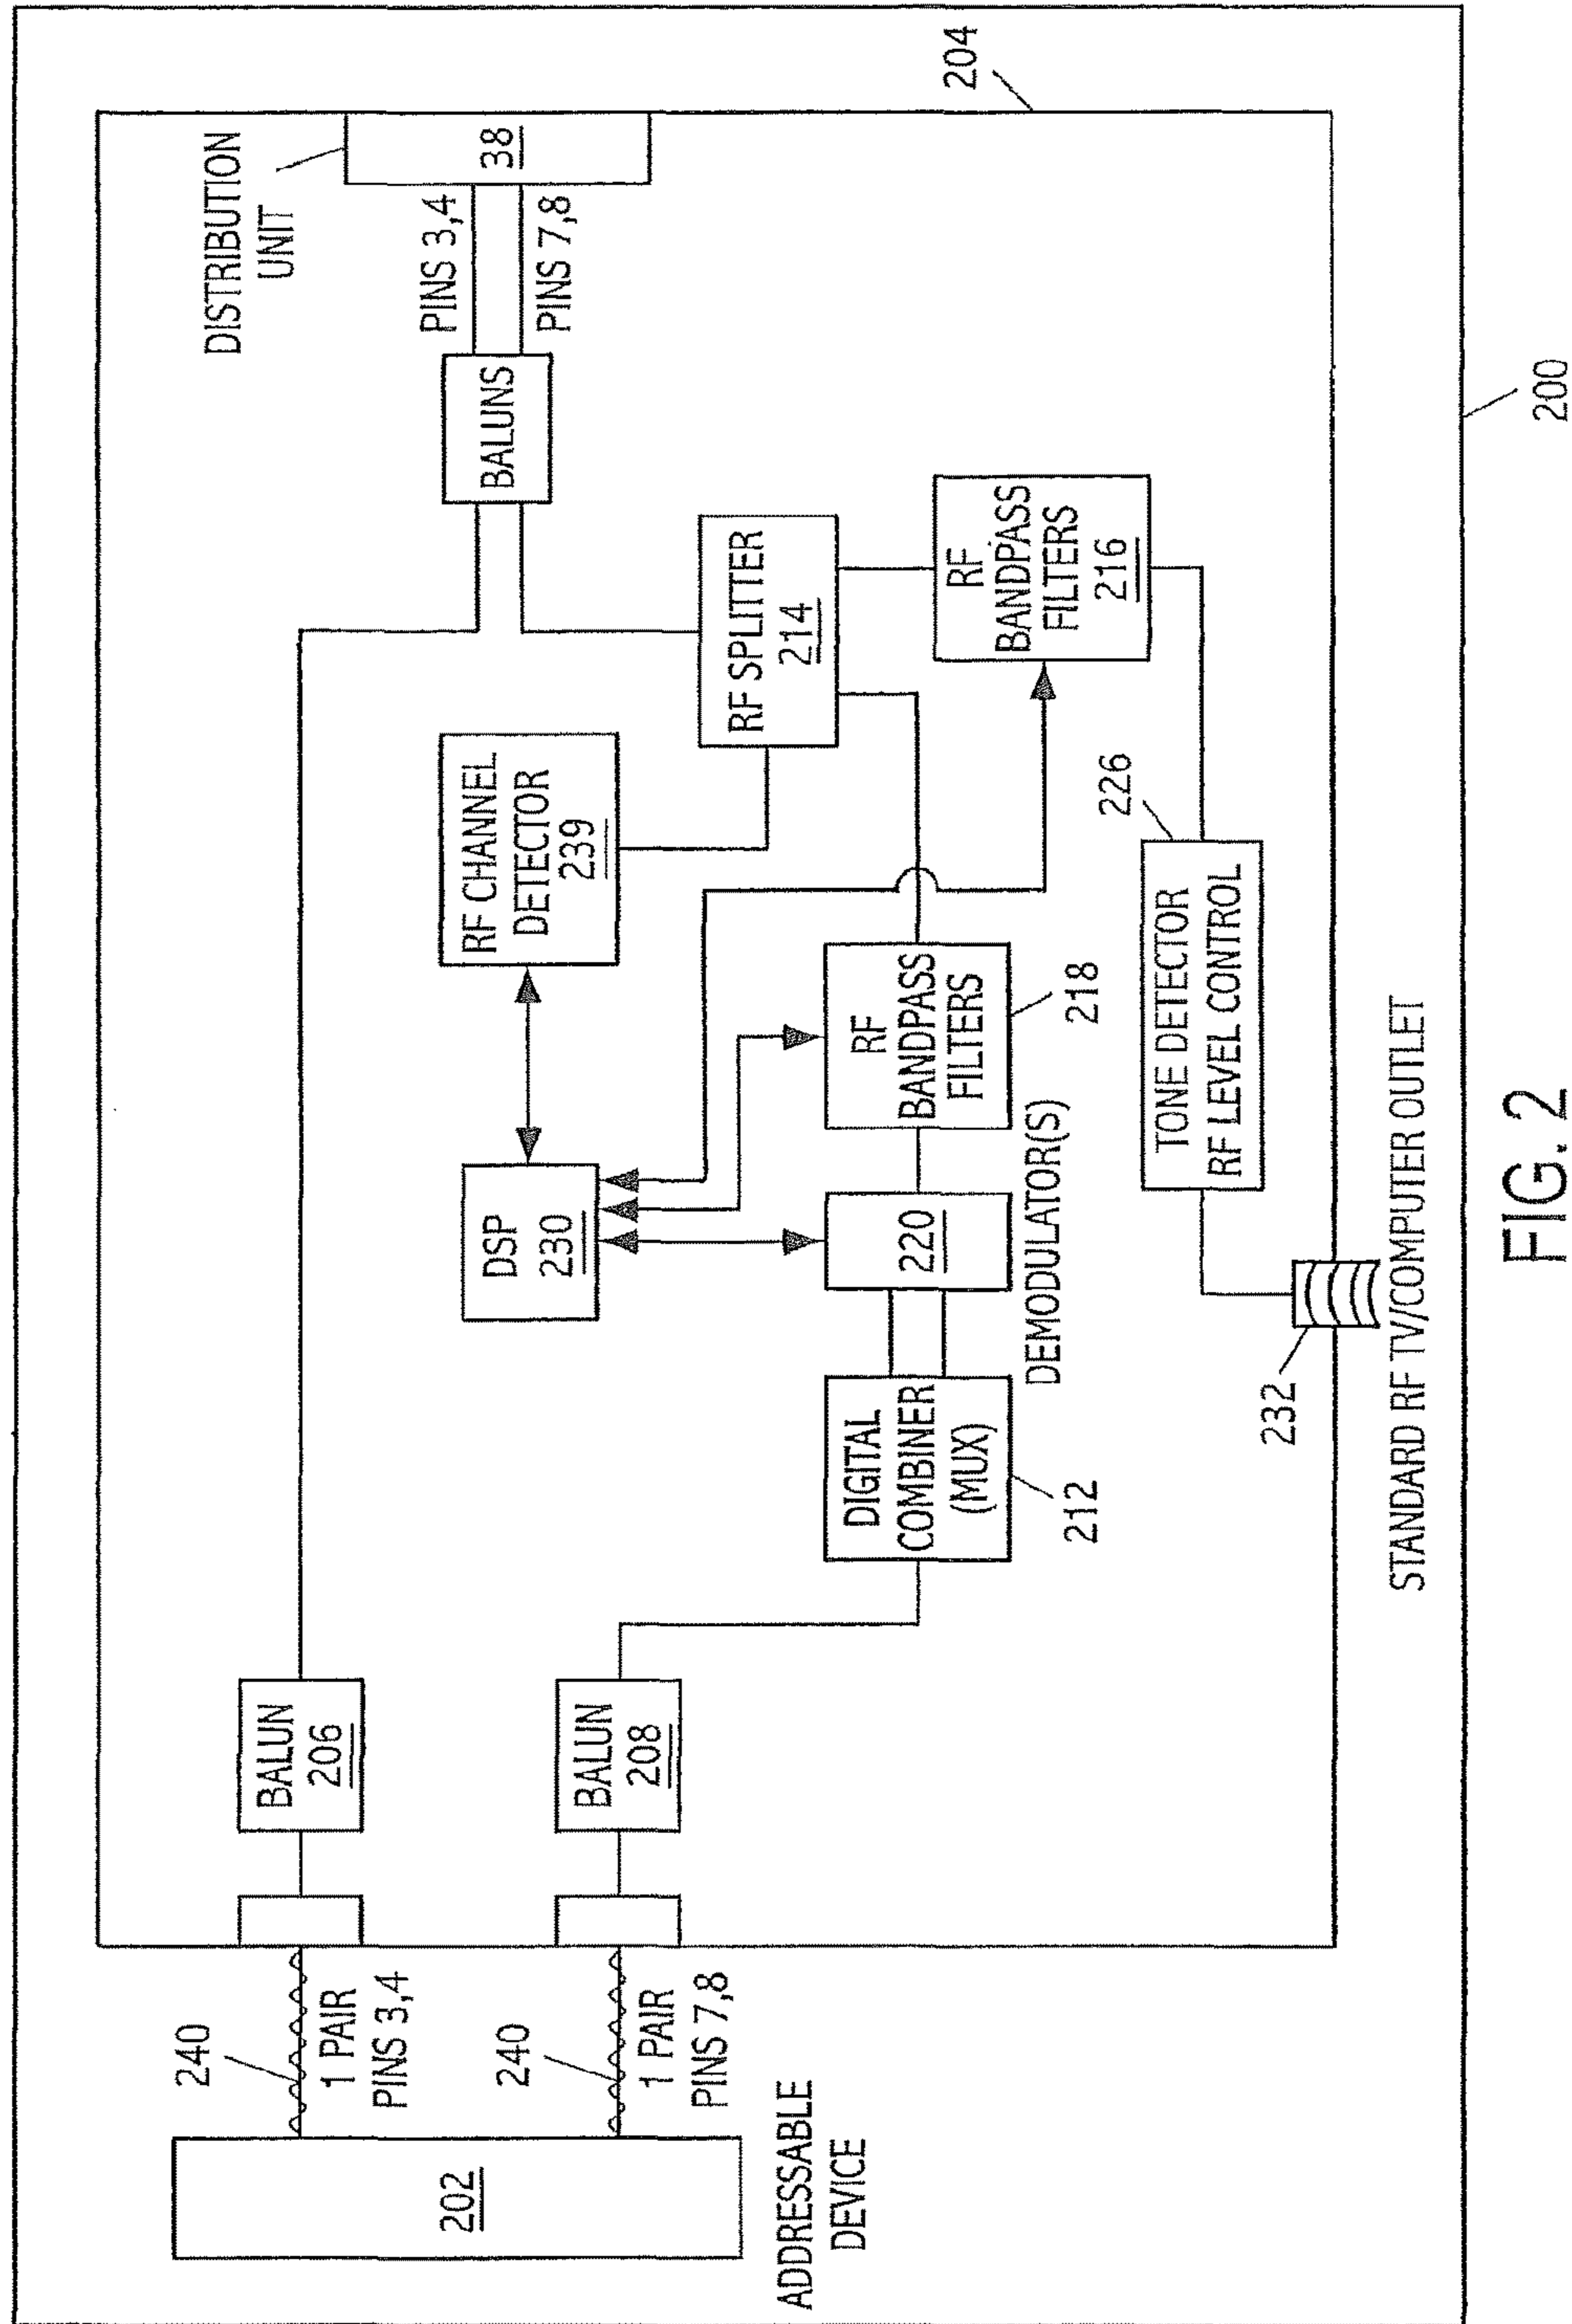 240
1 PAIR
PINS 3,4
BALUN
206
DISTRIBUTION
UNIT
PINS 3,4
PINS 7,8
38
BALUNS
204
RF CHANNEL
DETECTOR
239
DSP
230
240
1 PAIR
PINS 7,8
BALUN
208
202
ADDRESSABLE
DEVICE
RF SPLITTER
214
DIGITAL
COMBINER
(MUX)
212
220
DEMODULATOR(S)
RF
BANDPASS
FILTERS
218
RF
BANDPASS
FILTERS
216
226
TONE DETECTOR
RF LEVEL CONTROL
232
STANDARD RF TV/COMPUTER OUTLET
200
FIG. 2